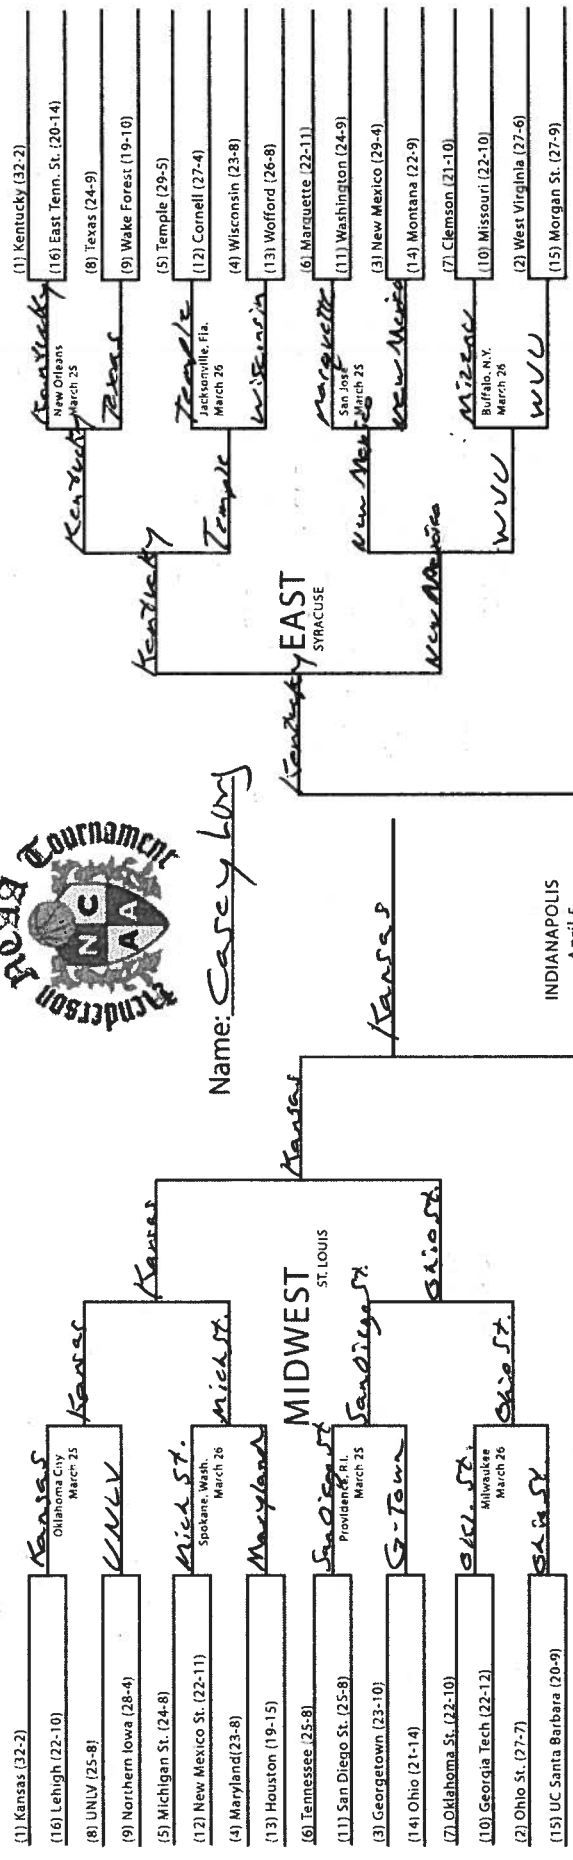 NCAA Tournament
Henderson
N C A A
Name: Casey Long
(1) Kansas (32-2)
(16) Lehigh (22-10)
(8) UNLV (25-8)
(9) Northern Iowa (28-4)
(5) Michigan St. (24-8)
(12) New Mexico St. (22-11)
(4) Maryland(23-8)
(13) Houston (19-15)
(6) Tennessee (25-8)
(11) San Diego St. (25-8)
(3) Georgetown (23-10)
(14) Ohio (21-14)
(7) Oklahoma St. (22-10)
(10) Georgia Tech (22-12)
(2) Ohio St. (27-7)
(15) UC Santa Barbara (20-9)
Kansas
Oklahoma City
March 25
UNLV
Mich St.
Spokane, Wash.
March 26
Maryland
San Diego St
Providence, R.I.
March 25
G-Town
Okl. St.
Milwaukee
March 26
Ohio St
Kansas
Mich St.
San Diego St.
Ohio St.
Kansas
Ohio St.
MIDWEST
ST. LOUIS
Kansas
Kansas
INDIANAPOLIS
April 5
Kentucky
EAST
SYRACUSE
Kentucky
New Mexico
Kentucky
Temple
New Mexico
WVU
Kentucky
New Orleans
March 25
Texas
Temple
Jacksonville, Fla.
March 26
Wisconsin
Marquette
San Jose
March 25
New Mexico
Mizzou
Buffalo, N.Y.
March 26
WVU
(1) Kentucky (32-2)
(16) East Tenn. St. (20-14)
(8) Texas (24-9)
(9) Wake Forest (19-10)
(5) Temple (29-5)
(12) Cornell (27-4)
(4) Wisconsin (23-8)
(13) Wofford (26-8)
(6) Marquette (22-11)
(11) Washington (24-9)
(3) New Mexico (29-4)
(14) Montana (22-9)
(7) Clemson (21-10)
(10) Missouri (22-10)
(2) West Virginia (27-6)
(15) Morgan St. (27-9)